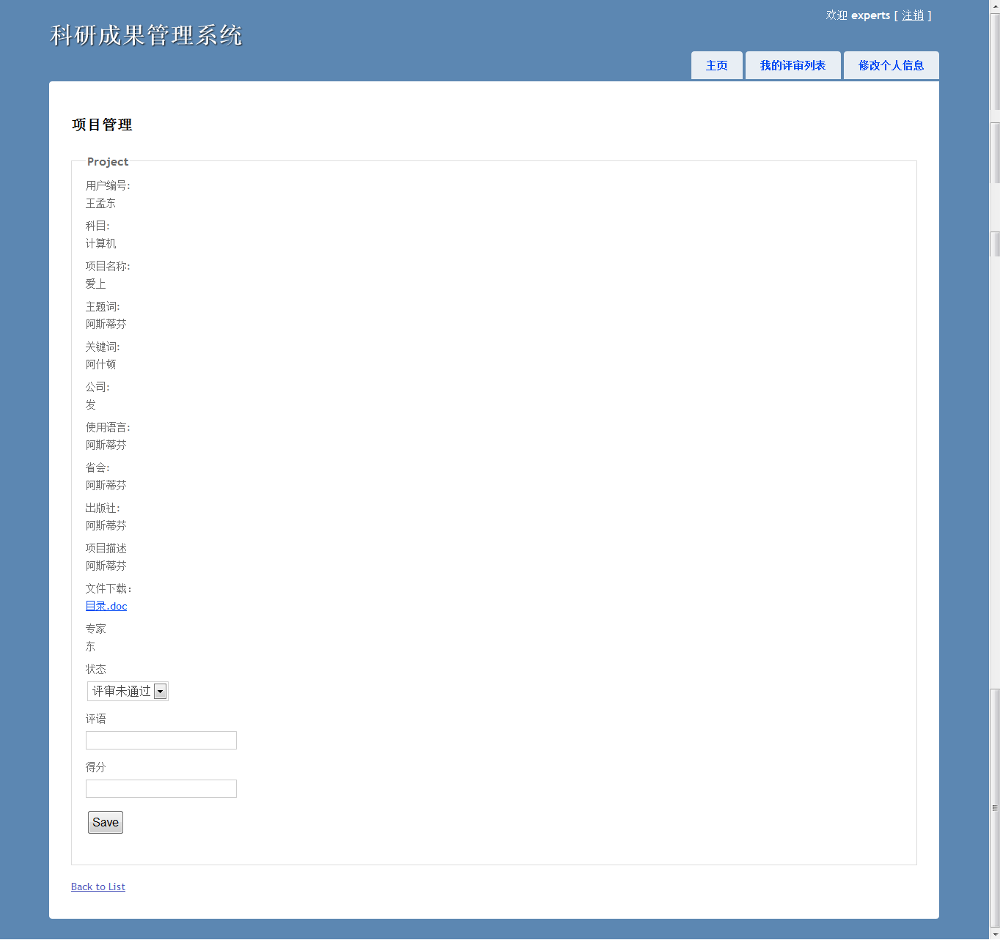 欢迎 experts [ 注销 ]
科研成果管理系统
主页 我的评审列表 修改个人信息
项目管理
Project
用户编号:
王孟东
科目:
计算机
项目名称:
爱上
主题词:
阿斯蒂芬
关键词:
阿什顿
公司:
发
使用语言:
阿斯蒂芬
省会:
阿斯蒂芬
出版社:
阿斯蒂芬
项目描述
阿斯蒂芬
文件下载：
目录.doc
专家
东
状态
评审未通过
评语
得分
Save
Back to List